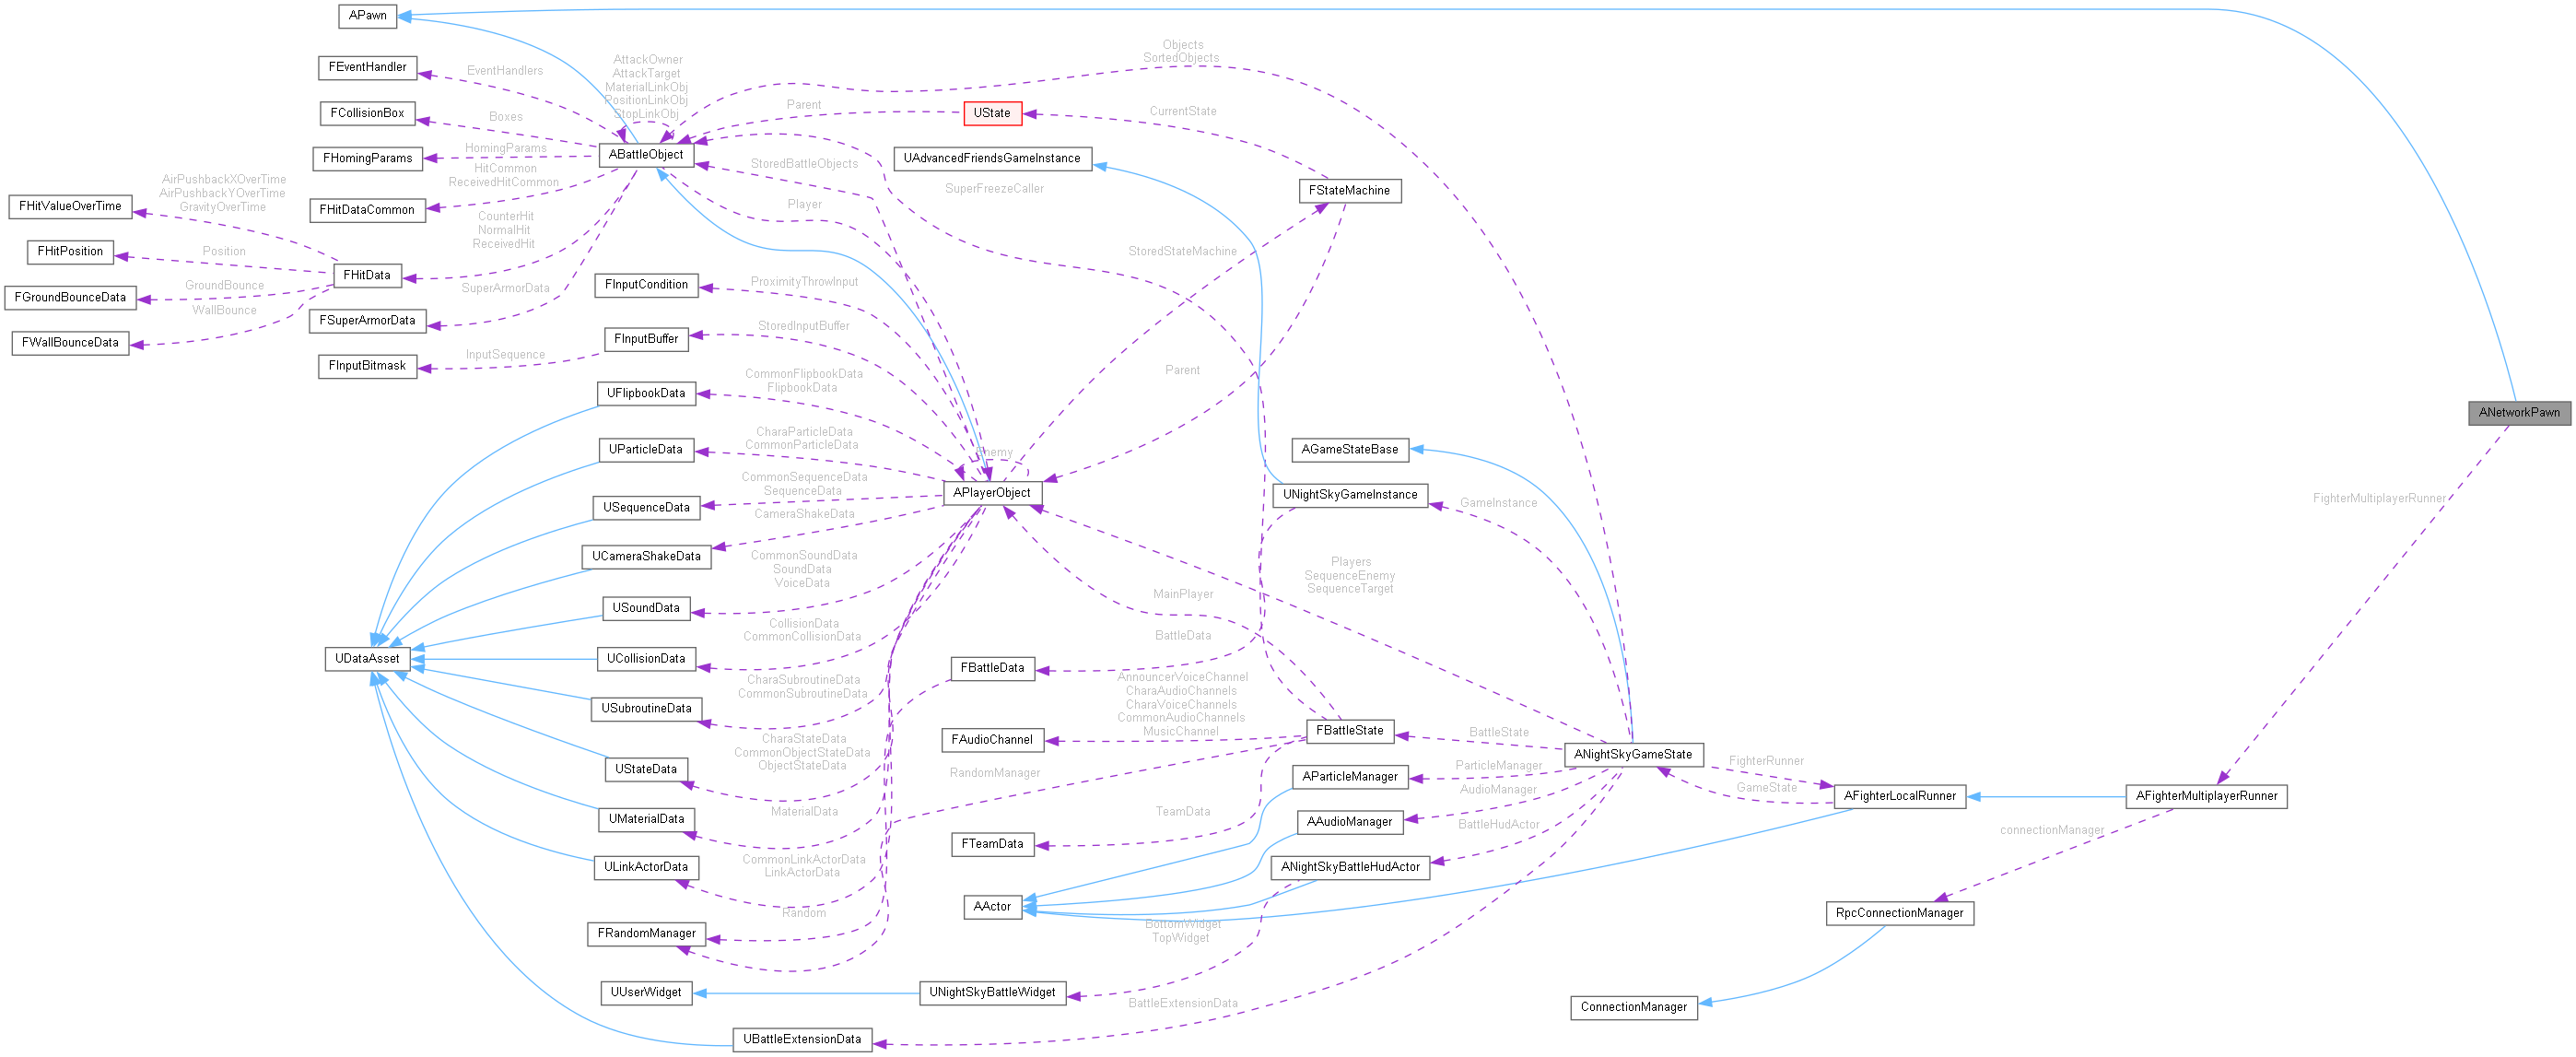 APawn
Objects
SortedObjects
FEventHandler
EventHandlers
AttackOwner
AttackTarget
MaterialLinkObj
PositionLinkObj
StopLinkObj
FCollisionBox
Boxes
Parent
UState
CurrentState
FHomingParams
HomingParams
ABattleObject
StoredBattleObjects
UAdvancedFriendsGameInstance
HitCommon
ReceivedHitCommon
SuperFreezeCaller
FStateMachine
AirPushbackXOverTime
AirPushbackYOverTime
GravityOverTime
FHitValueOverTime
FHitDataCommon
Player
CounterHit
NormalHit
ReceivedHit
FHitPosition
Position
StoredStateMachine
FHitData
FGroundBounceData
GroundBounce
SuperArmorData
FInputCondition
ProximityThrowInput
WallBounce
FSuperArmorData
StoredInputBuffer
FWallBounceData
FInputBuffer
FInputBitmask
InputSequence
Parent
CommonFlipbookData
FlipbookData
UFlipbookData
ANetworkPawn
CharaParticleData
CommonParticleData
UParticleData
Enemy
AGameStateBase
CommonSequenceData
SequenceData
USequenceData
APlayerObject
UNightSkyGameInstance
GameInstance
FighterMultiplayerRunner
CameraShakeData
UCameraShakeData
CommonSoundData
SoundData
VoiceData
Players
SequenceEnemy
SequenceTarget
USoundData
MainPlayer
CollisionData
CommonCollisionData
BattleData
UDataAsset
UCollisionData
FBattleData
CharaSubroutineData
CommonSubroutineData
USubroutineData
AnnouncerVoiceChannel
CharaAudioChannels
CharaVoiceChannels
CommonAudioChannels
MusicChannel
FAudioChannel
FBattleState
BattleState
CharaStateData
CommonObjectStateData
ObjectStateData
UStateData
RandomManager
ANightSkyGameState
FighterRunner
ParticleManager
AParticleManager
AudioManager
GameState
AFighterLocalRunner
AFighterMultiplayerRunner
MaterialData
UMaterialData
TeamData
AAudioManager
BattleHudActor
connectionManager
FTeamData
CommonLinkActorData
LinkActorData
ULinkActorData
ANightSkyBattleHudActor
Random
AActor
RpcConnectionManager
FRandomManager
BottomWidget
TopWidget
UUserWidget
UNightSkyBattleWidget
BattleExtensionData
ConnectionManager
UBattleExtensionData